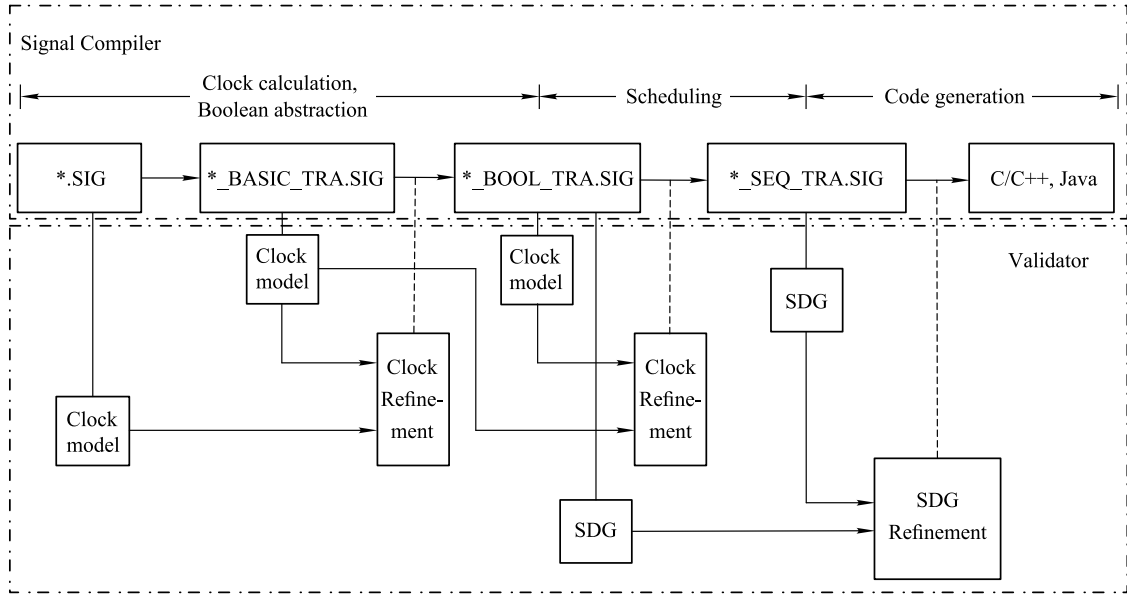 Signal Compiler
Clock calculation,
Boolean abstraction
Scheduling
Code generation
*.SIG
*_BASIC_TRA.SIG
*_BOOL_TRA.SIG
*_SEQ_TRA.SIG
C/C++, Java
Validator
Clock
model
Clock
model
SDG
Clock
Refine-
ment
Clock
Refine-
ment
Clock
model
SDG
SDG
Refinement